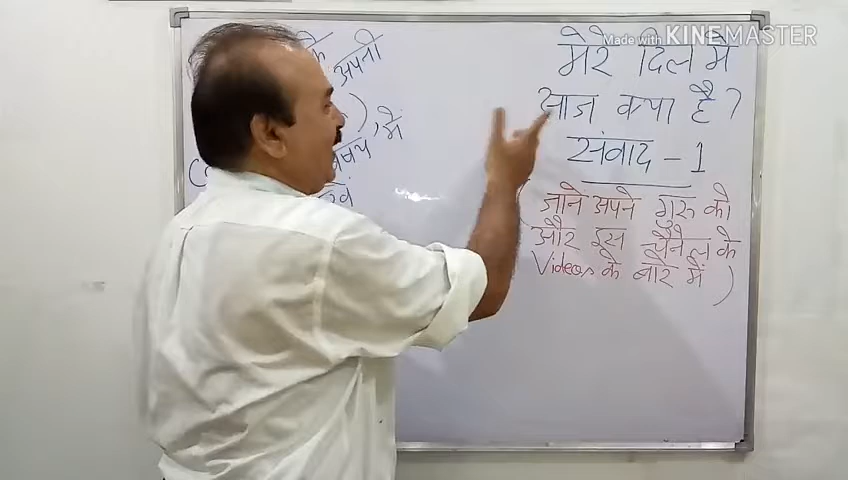 Made with KINEMASTER
के
अपनी
में
मेरे दिल में
आज क्या है ?
संवाद - 1
( जाने अपने गुरु को
और इस चैनल के
Videos के बारे में )